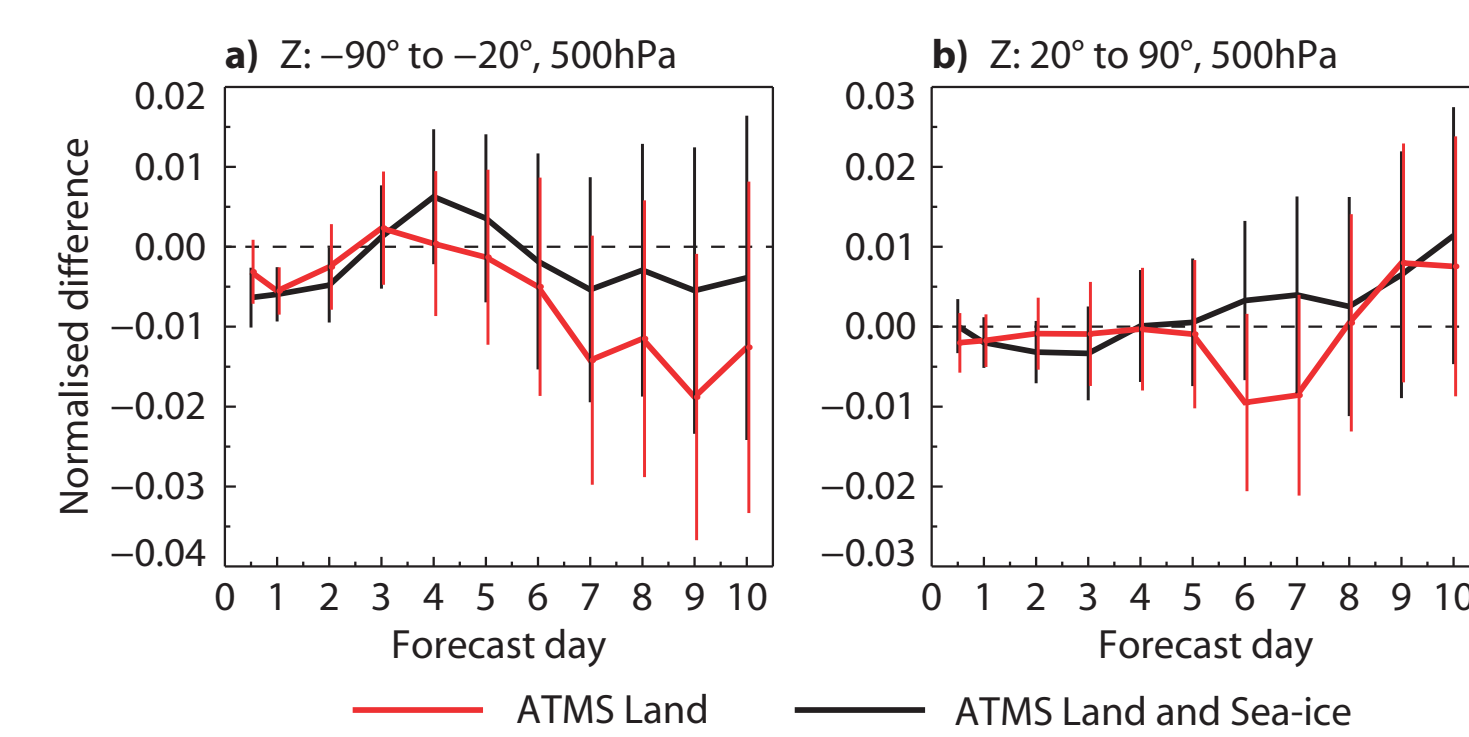 a) Z: −90° to −20°, 500hPa
b) Z: 20° to 90°, 500hPa
Normalised difference
0.02
0.01
0.00
−0.01
−0.02
−0.03
−0.04
0 1 2 3 4 5 6 7 8 9 10
Forecast day
0.03
0.02
0.01
0.00
−0.01
−0.02
−0.03
0 1 2 3 4 5 6 7 8 9 10
Forecast day
ATMS Land
ATMS Land and Sea-ice